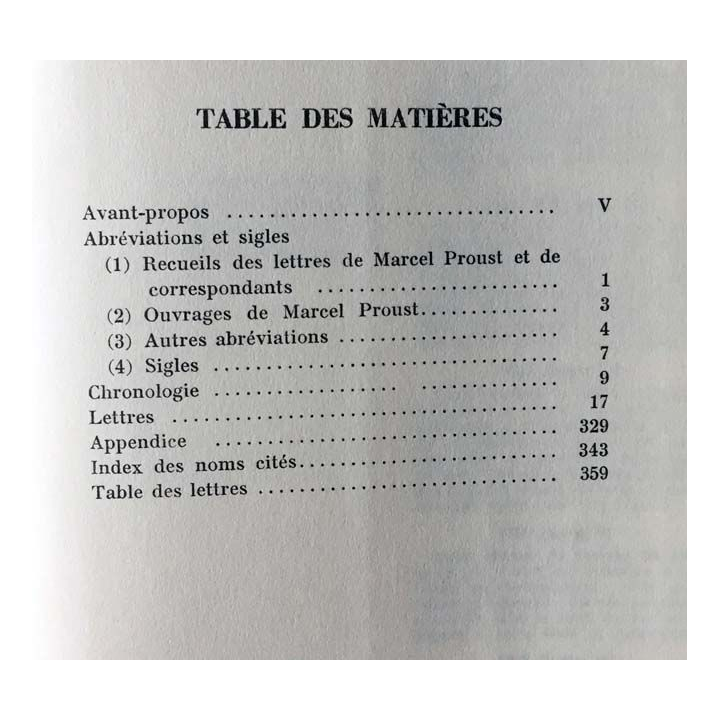 TABLE DES MATIÈRES
Avant-propos ................................ V
Abréviations et sigles
(1) Recueils des lettres de Marcel Proust et de
correspondants ........................ 1
(2) Ouvrages de Marcel Proust.............. 3
(3) Autres abréviations ...................... 4
(4) Sigles .................................. 7
Chronologie .................. .............. 9
Lettres ...................................... 17
Appendice .................................. 329
Index des noms cités.......................... 343
Table des lettres .............................. 359